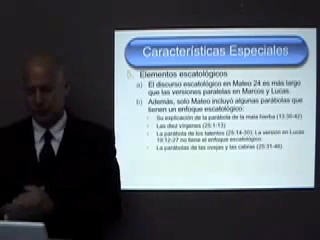 Características Especiales
5. Elementos escatológicos
a) El discurso escatológico en Mateo 24 es más largo
que las versiones paralelas en Marcos y Lucas.
b) Además, solo Mateo incluyó algunas parábolas que
tienen un enfoque escatológico:
Su explicación de la parábola de la mala hierba (13:36-42)
Las diez vírgenes (25:1-13)
La parábola de los talentos (25:14-30). La versión en Lucas
19:12-27 no tiene el enfoque escatológico.
La parábolas de las ovejas y las cabras (25:31-46)